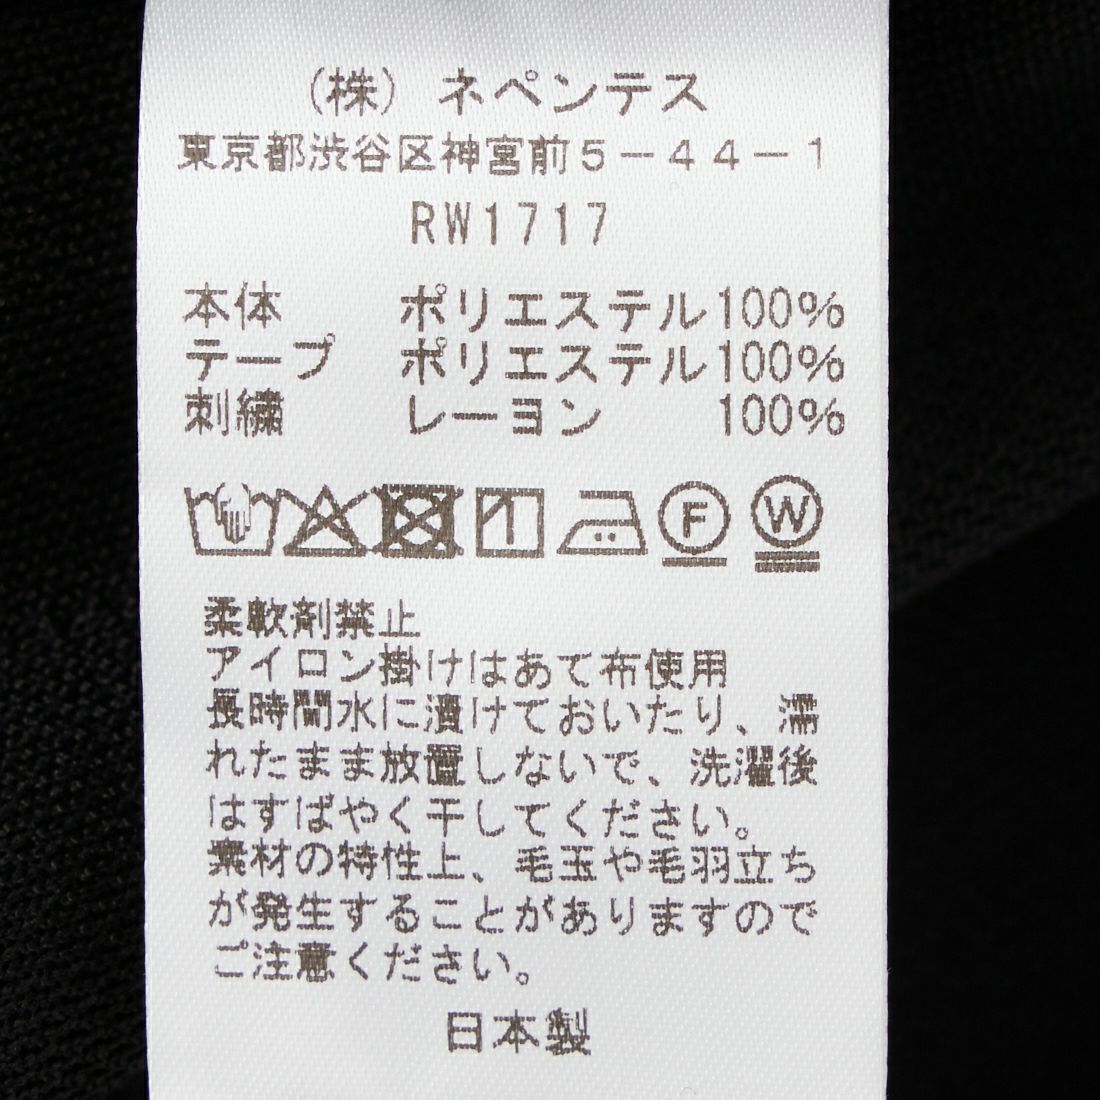 (株) ネペンテス
東京都渋谷区神宮前5－44－1
RW1717
本体 ポリエステル100%
テープ ポリエステル100%
刺繍 レーヨン 100%
F W
柔軟剤禁止
アイロン掛けはあて布使用
長時間水に漬けておいたり、濡
れたまま放置しないで、洗濯後
はすばやく干してください。
素材の特性上、毛玉や毛羽立ち
が発生することがありますので
ご注意ください。
日本製